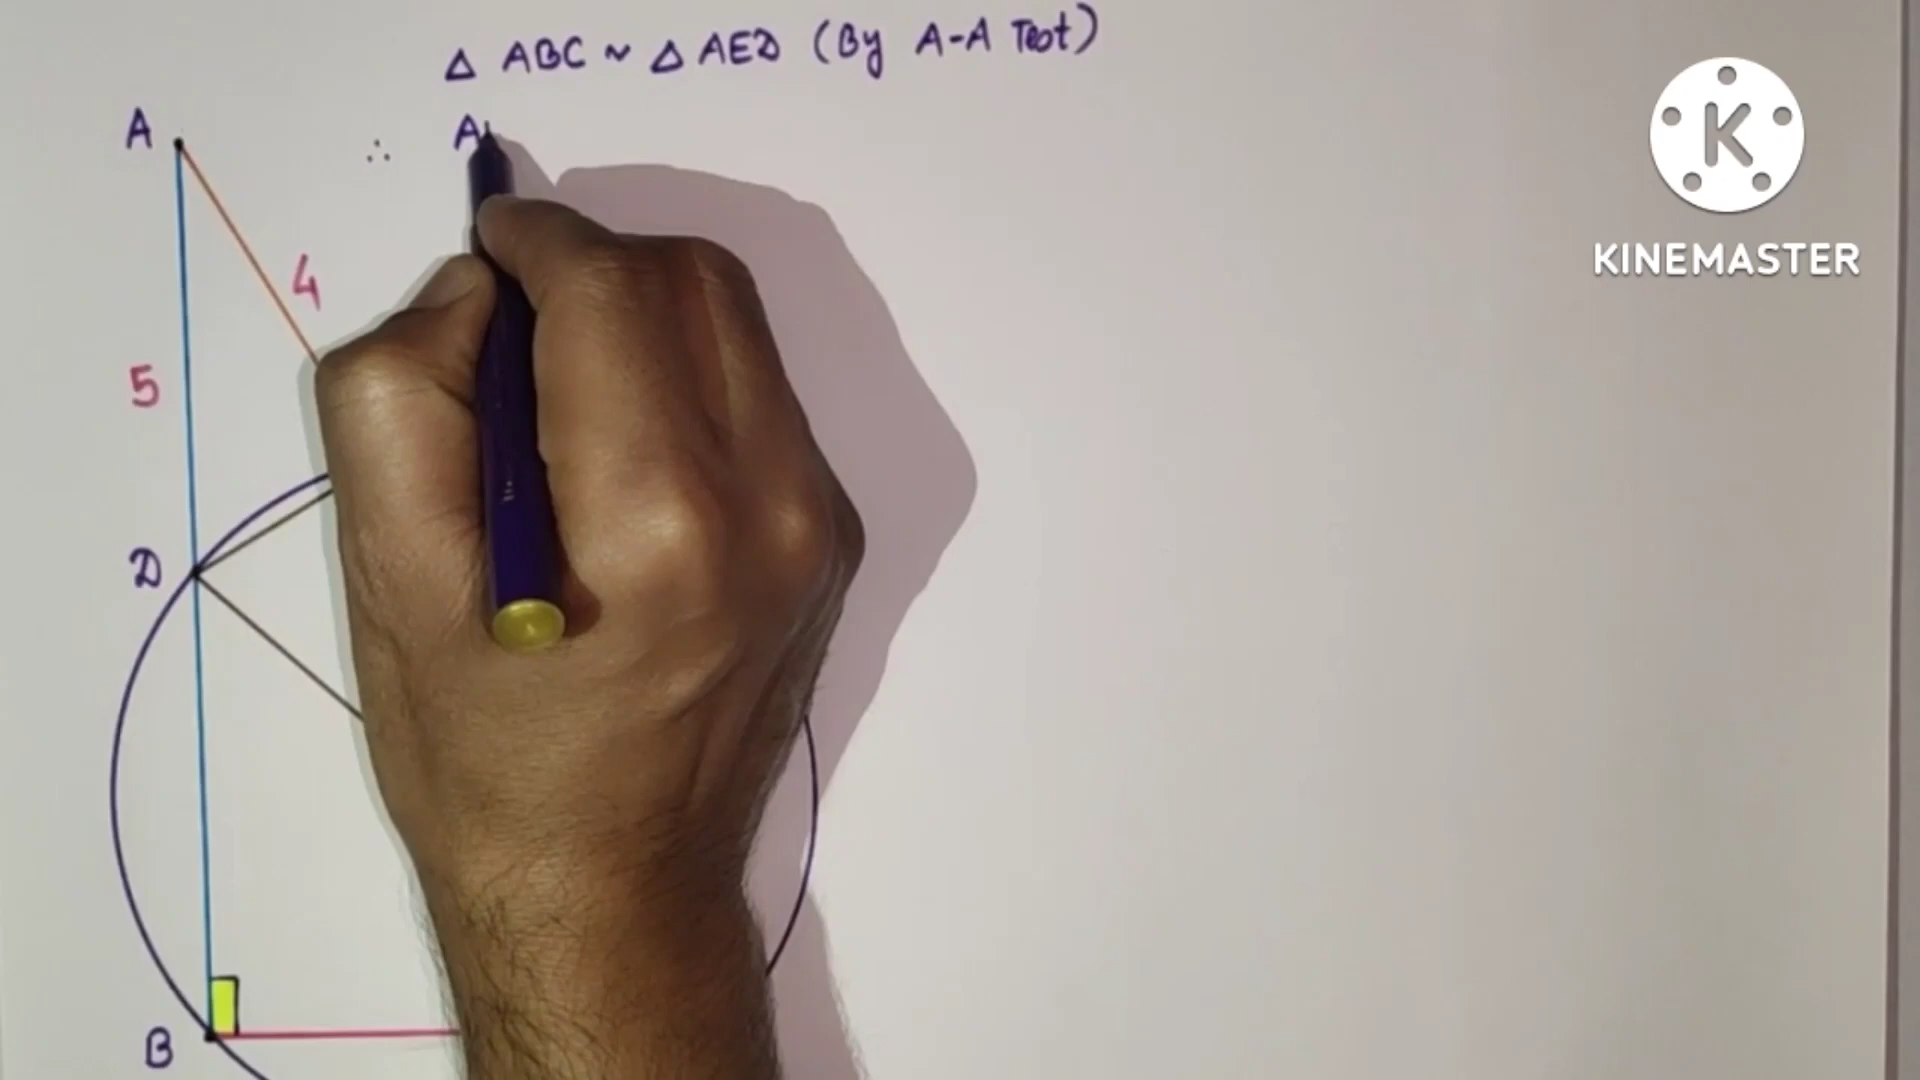 △ ABC ~ △ AED (By A-A Test)
A
∴
4
5
D
B
K
KINEMASTER